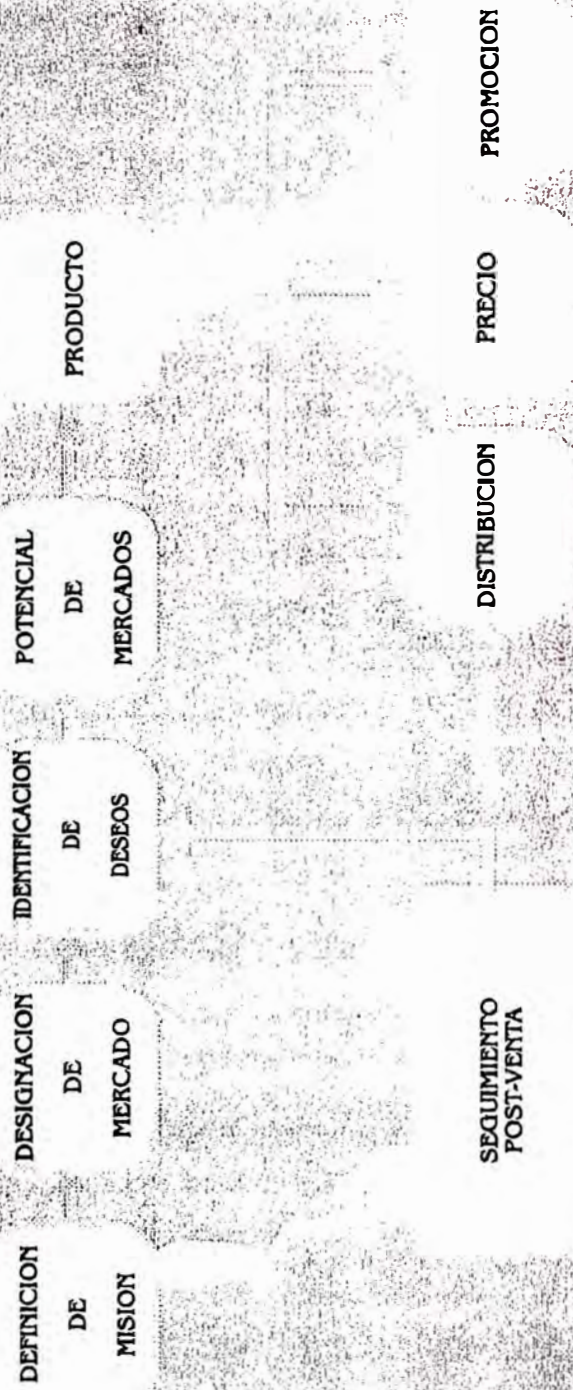 DEFINICION
DE
MISION
DESIGNACION
DE
MERCADO
IDENTIFICACION
DE
DESEOS
POTENCIAL
DE
MERCADOS
PRODUCTO
SEGUIMIENTO
POST-VENTA
DISTRIBUCION
PRECIO
PROMOCION